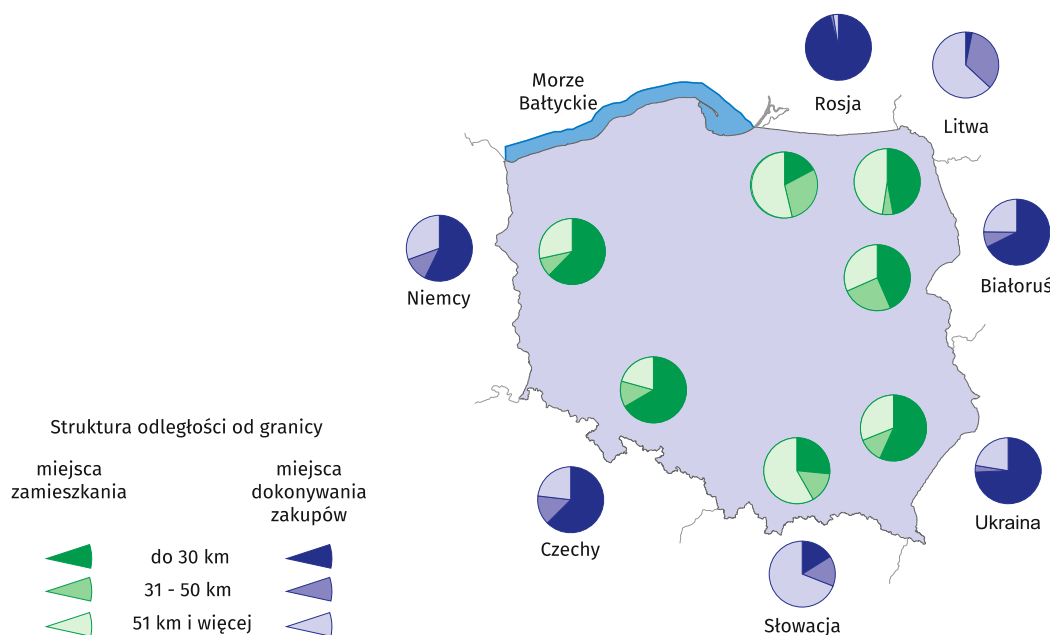 Morze
Bałtyckie
Rosja
Litwa
Białoruś
Niemcy
Struktura odległości od granicy
miejsca
zamieszkania
miejsca
dokonywania
zakupów
do 30 km
31 - 50 km
51 km i więcej
Czechy
Ukraina
Słowacja